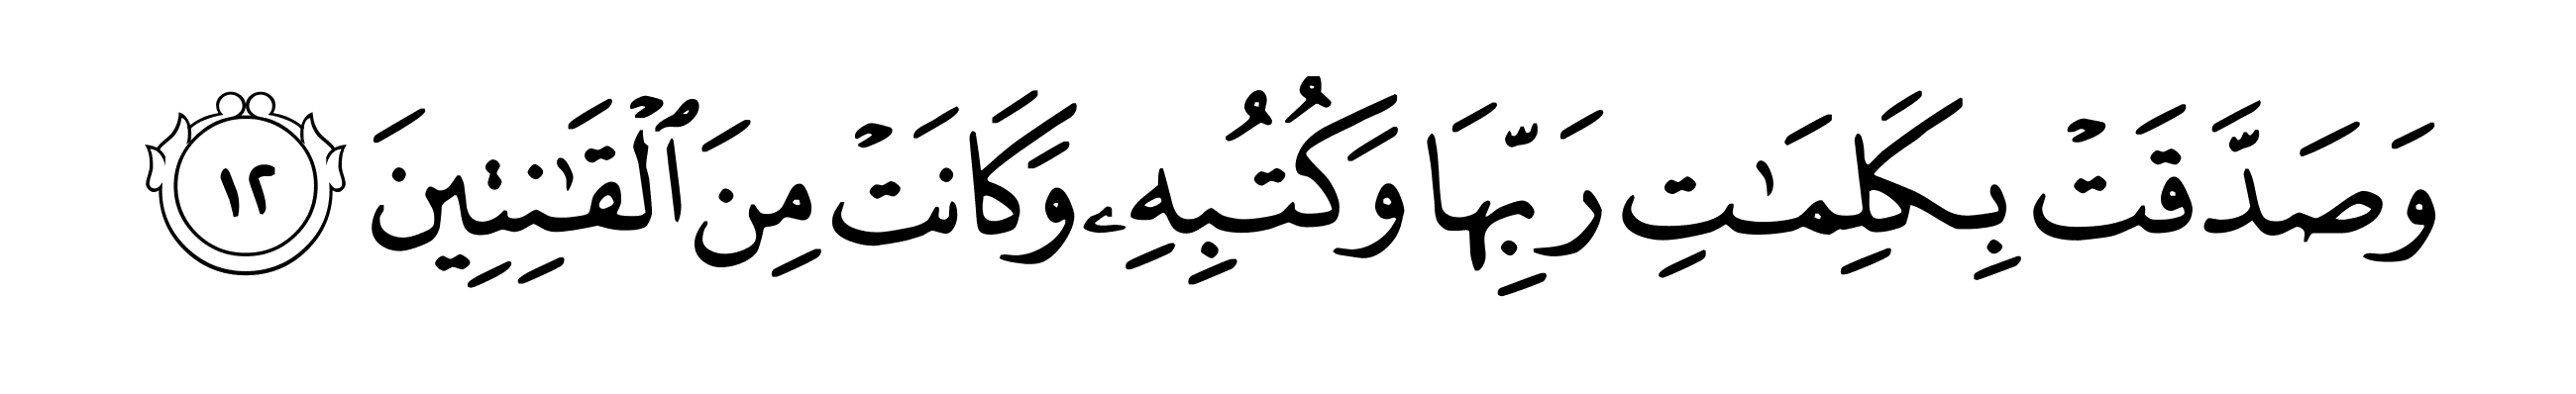 وَصَدَّقَتْ بِكَلِمَـٰتِ رَبِّهَا وَكُتُبِهِۦ وَكَانَتْ مِنَ ٱلْقَـٰنِتِينَ ١٢